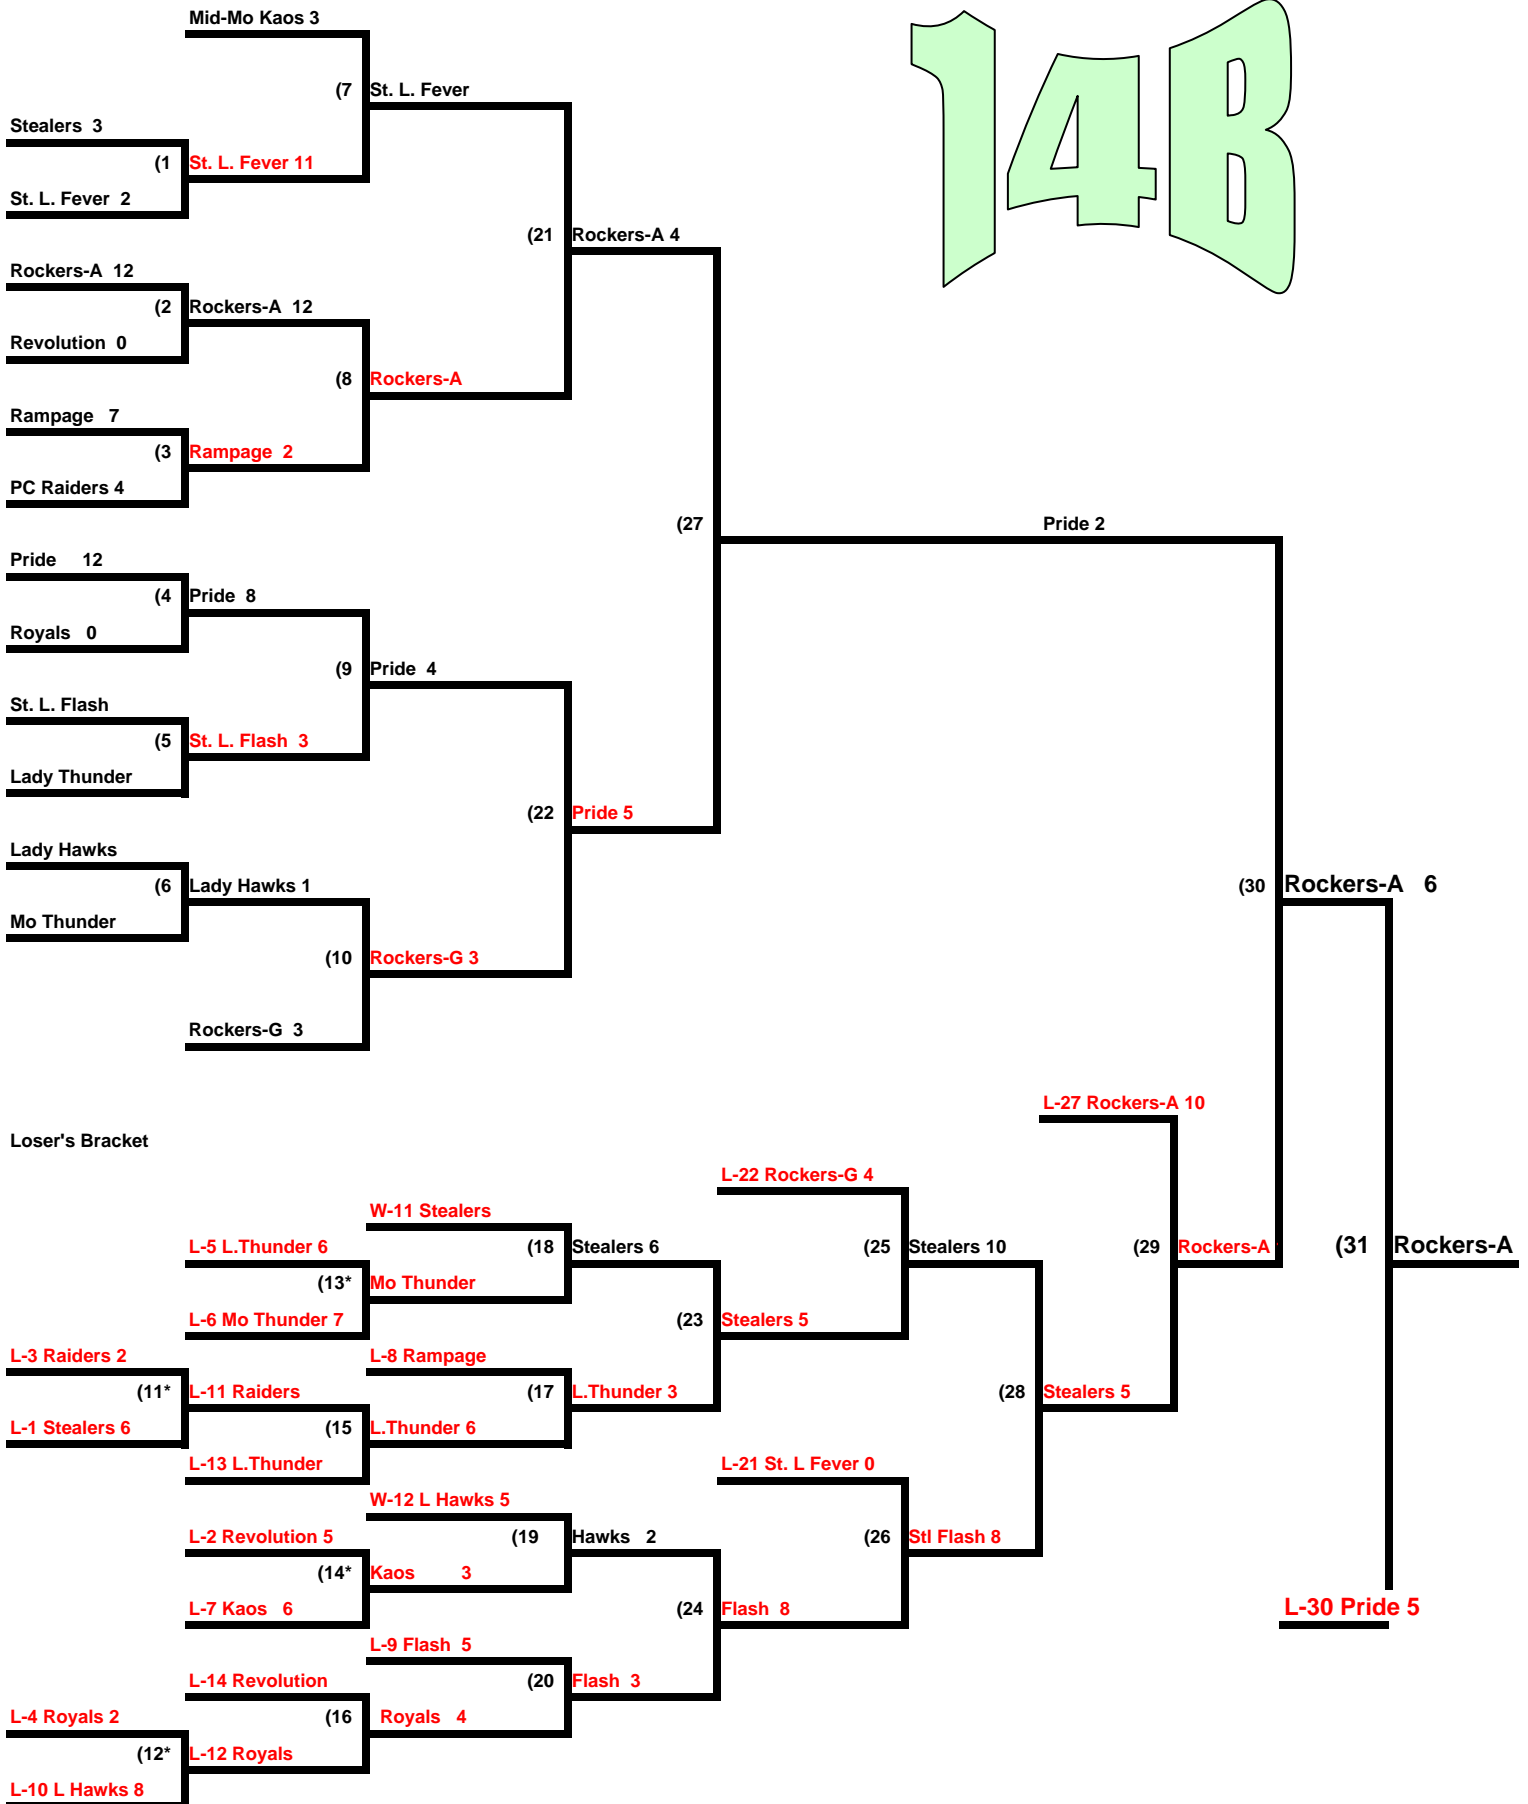 14B
Mid-Mo Kaos 3
(7 St. L. Fever
Stealers 3
(1 St. L. Fever 11
St. L. Fever 2
(21 Rockers-A 4
Rockers-A 12
(2 Rockers-A 12
Revolution 0
(8 Rockers-A
Rampage 7
(3 Rampage 2
PC Raiders 4
(27 Pride 2
Pride 12
(4 Pride 8
Royals 0
(9 Pride 4
St. L. Flash
(5 St. L. Flash 3
Lady Thunder
(22 Pride 5
Lady Hawks
(6 Lady Hawks 1
(30 Rockers-A 6
Mo Thunder
(10 Rockers-G 3
Rockers-G 3
L-27 Rockers-A 10
Loser's Bracket
L-22 Rockers-G 4
W-11 Stealers
L-5 L.Thunder 6
(18 Stealers 6
(25 Stealers 10
(29 Rockers-A
(31 Rockers-A
(13* Mo Thunder
L-6 Mo Thunder 7
(23 Stealers 5
L-3 Raiders 2
L-8 Rampage
(11* L-11 Raiders
(17 L.Thunder 3
(28 Stealers 5
L-1 Stealers 6
(15 L.Thunder 6
L-13 L.Thunder
L-21 St. L Fever 0
W-12 L Hawks 5
L-2 Revolution 5
(19 Hawks 2
(26 Stl Flash 8
(14* Kaos 3
L-7 Kaos 6
(24 Flash 8
L-30 Pride 5
L-9 Flash 5
L-14 Revolution
(20 Flash 3
L-4 Royals 2
(16 Royals 4
(12* L-12 Royals
L-10 L Hawks 8